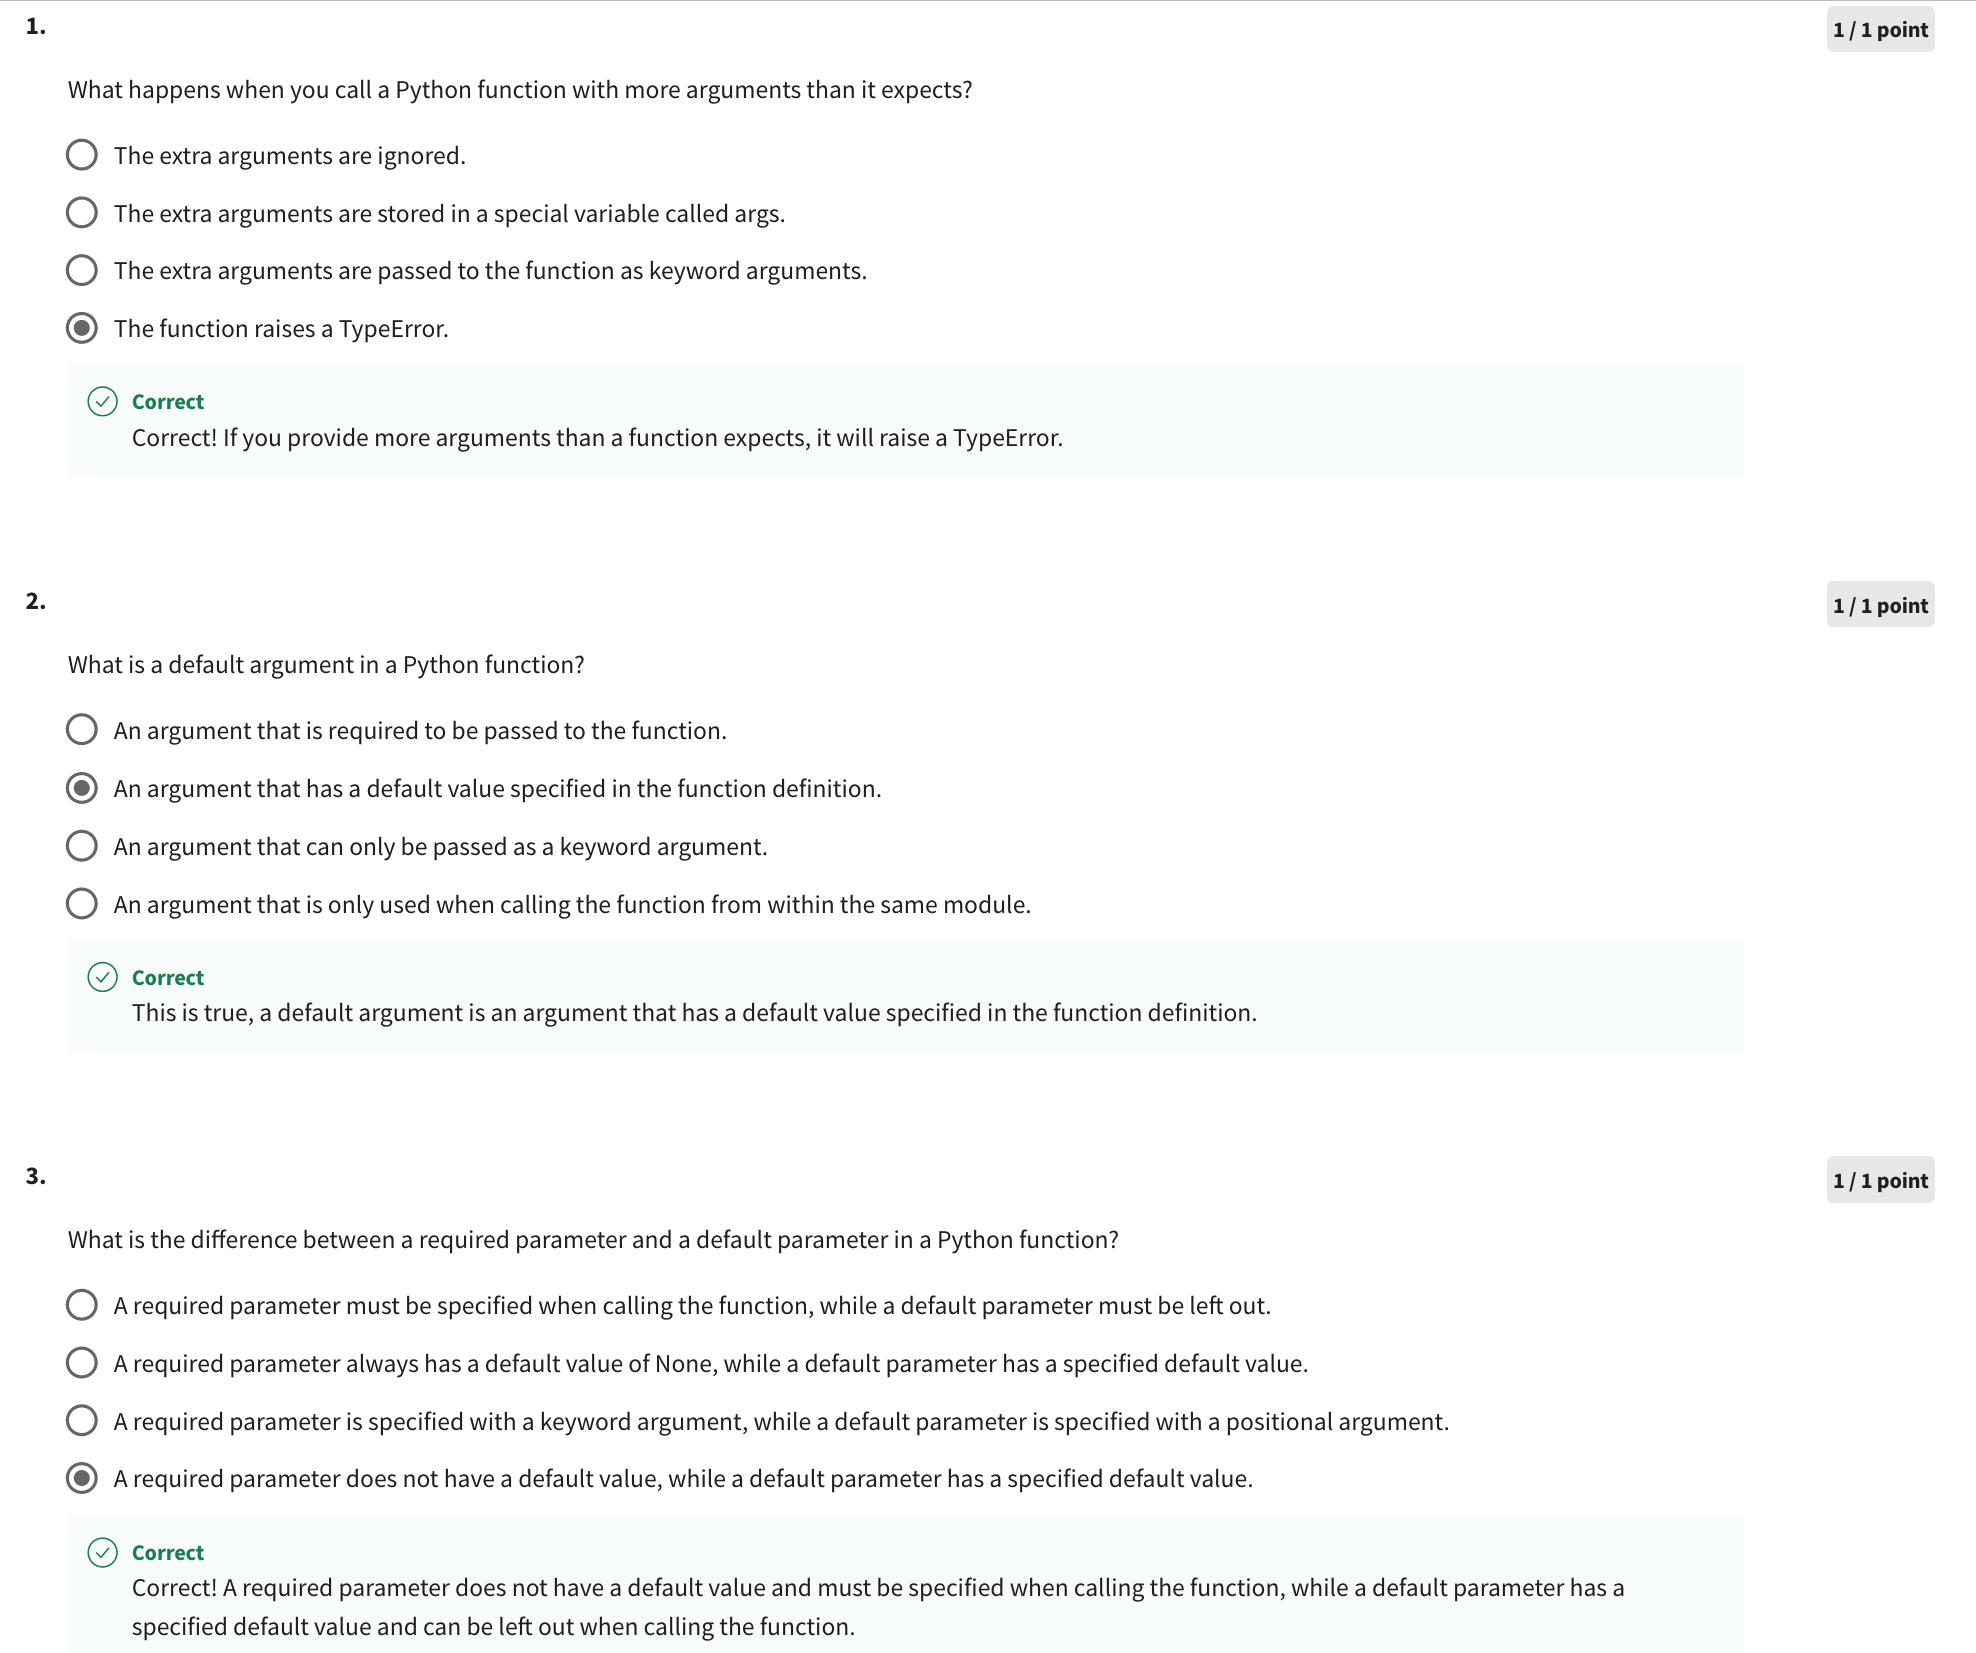 1.
1 / 1 point
What happens when you call a Python function with more arguments than it expects?
The extra arguments are ignored.
The extra arguments are stored in a special variable called args.
The extra arguments are passed to the function as keyword arguments.
The function raises a TypeError.
Correct
Correct! If you provide more arguments than a function expects, it will raise a TypeError.
2.
1 / 1 point
What is a default argument in a Python function?
An argument that is required to be passed to the function.
An argument that has a default value specified in the function definition.
An argument that can only be passed as a keyword argument.
An argument that is only used when calling the function from within the same module.
Correct
This is true, a default argument is an argument that has a default value specified in the function definition.
3.
1 / 1 point
What is the difference between a required parameter and a default parameter in a Python function?
A required parameter must be specified when calling the function, while a default parameter must be left out.
A required parameter always has a default value of None, while a default parameter has a specified default value.
A required parameter is specified with a keyword argument, while a default parameter is specified with a positional argument.
A required parameter does not have a default value, while a default parameter has a specified default value.
Correct
Correct! A required parameter does not have a default value and must be specified when calling the function, while a default parameter has a
specified default value and can be left out when calling the function.